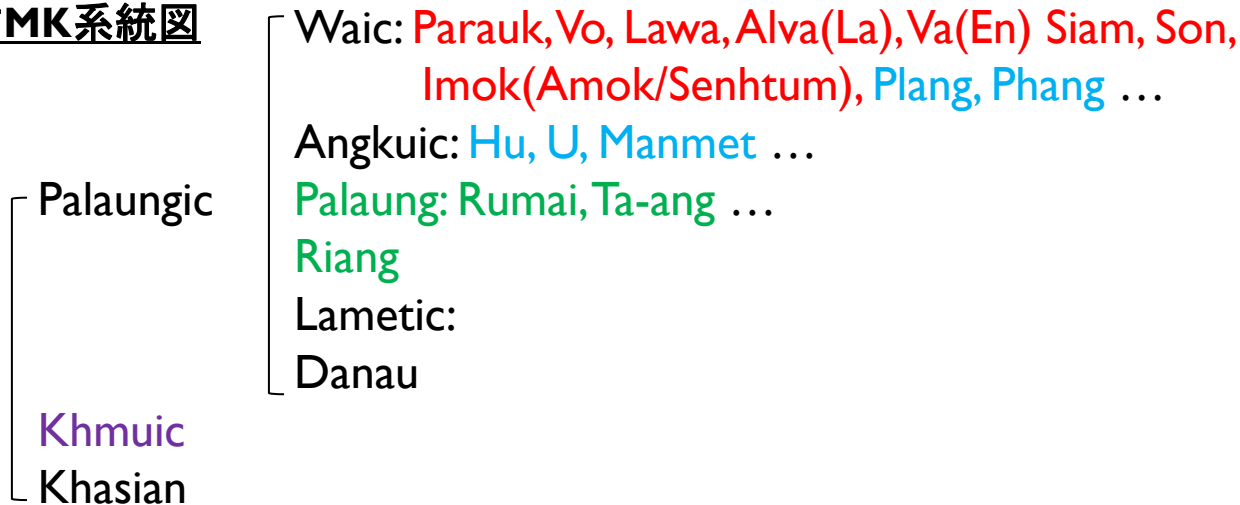 MK系統図
Waic: Parauk, Vo, Lawa, Alva(La), Va(En) Siam, Son,
Imok(Amok/Senhtum), Plang, Phang …
Angkuic: Hu, U, Manmet …
Palaungic
Palaung: Rumai, Ta-ang …
Riang
Lametic:
Danau
Khmuic
Khasian